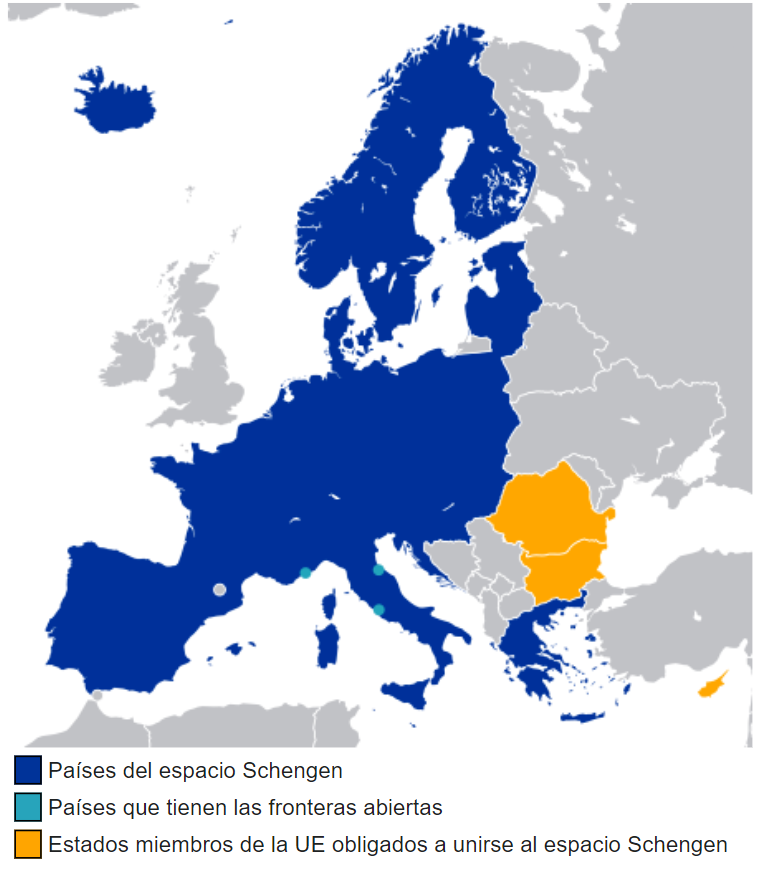 Países del espacio Schengen
Países que tienen las fronteras abiertas
Estados miembros de la UE obligados a unirse al espacio Schengen